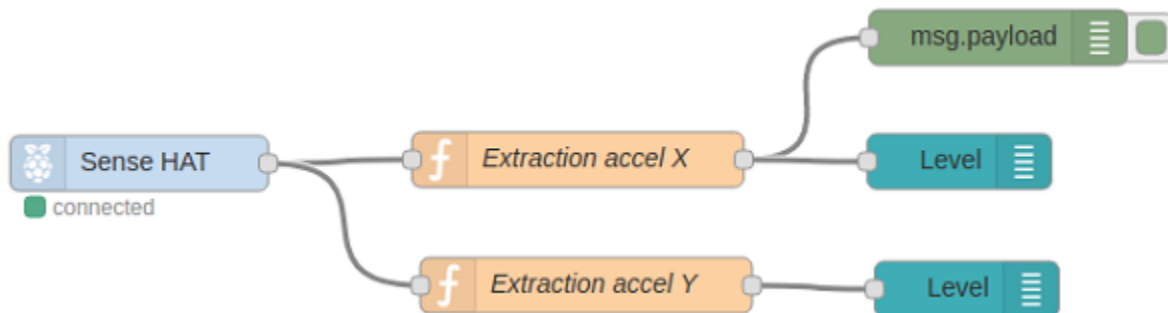 msg.payload
Sense HAT
Extraction accel X
Level
connected
Extraction accel Y
Level